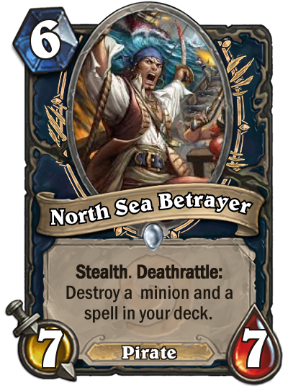 6
North Sea Betrayer
Stealth. Deathrattle:
Destroy a minion and a
spell in your deck.
7
Pirate
7